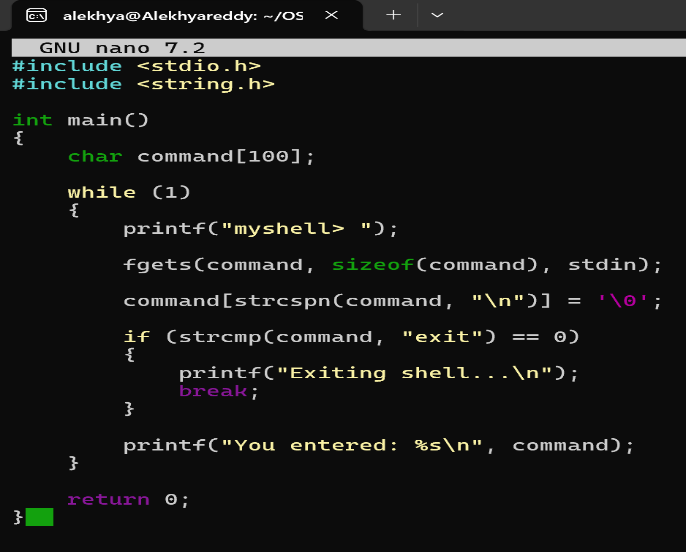 alekhya@Alekhyareddy: ~/OS
GNU nano 7.2
#include <stdio.h>
#include <string.h>
int main()
{
    char command[100];
    while (1)
    {
        printf("myshell> ");
        fgets(command, sizeof(command), stdin);
        command[strcspn(command, "\n")] = '\0';
        if (strcmp(command, "exit") == 0)
        {
            printf("Exiting shell...\n");
            break;
        }
        printf("You entered: %s\n", command);
    }
    return 0;
}